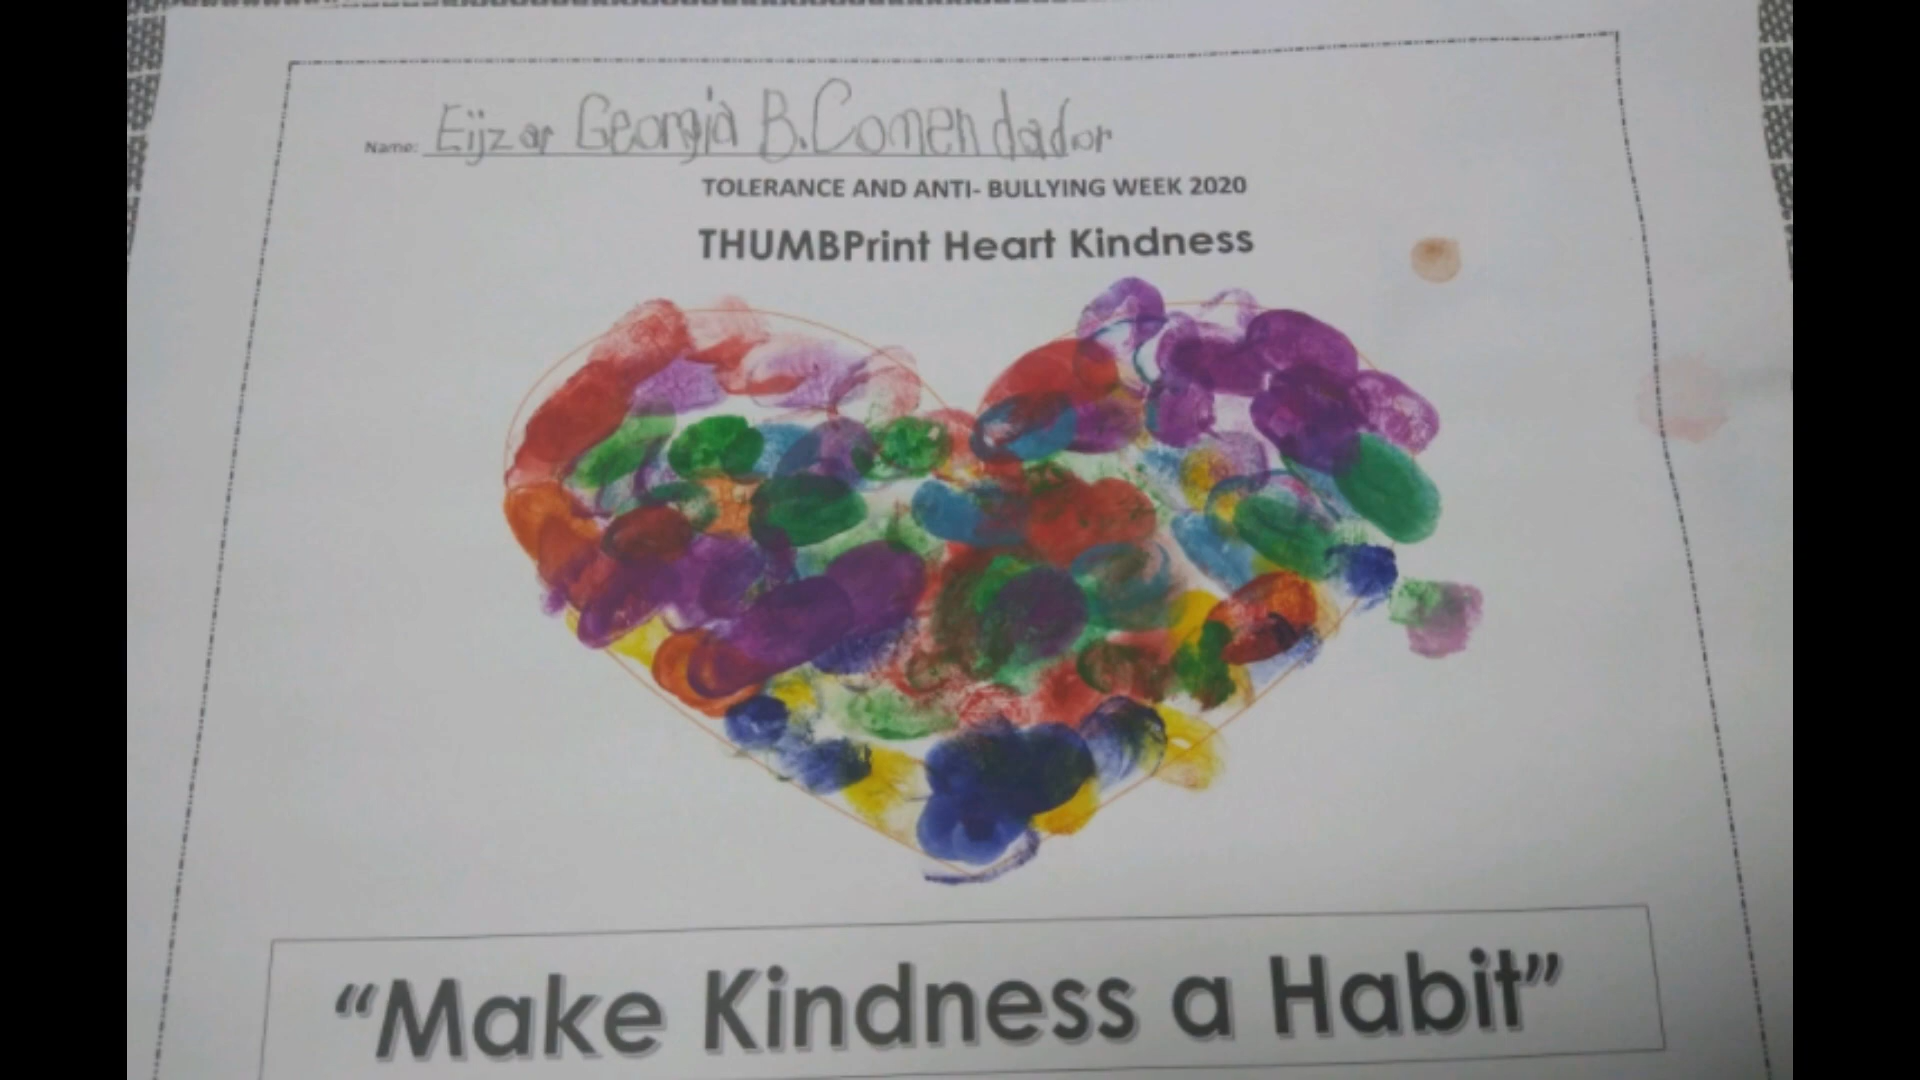 Name: Eijzar Georgia B. Comendador
TOLERANCE AND ANTI- BULLYING WEEK 2020
THUMBPrint Heart Kindness
“Make Kindness a Habit”